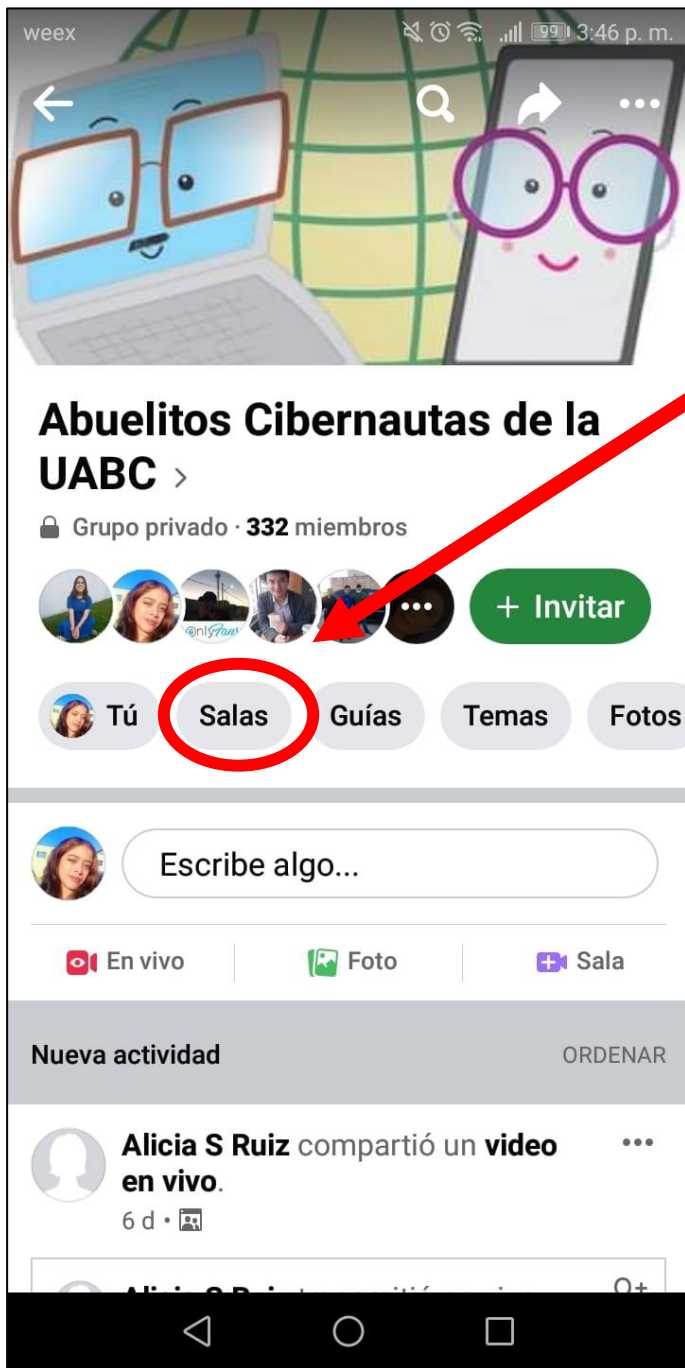 weex 99 3:46 p. m.
Abuelitos Cibernautas de la
UABC >
Grupo privado · 332 miembros
onlyfans
+ Invitar
Tú Salas Guías Temas Fotos
Escribe algo...
En vivo Foto Sala
Nueva actividad ORDENAR
Alicia S Ruiz compartió un video
en vivo.
6 d •